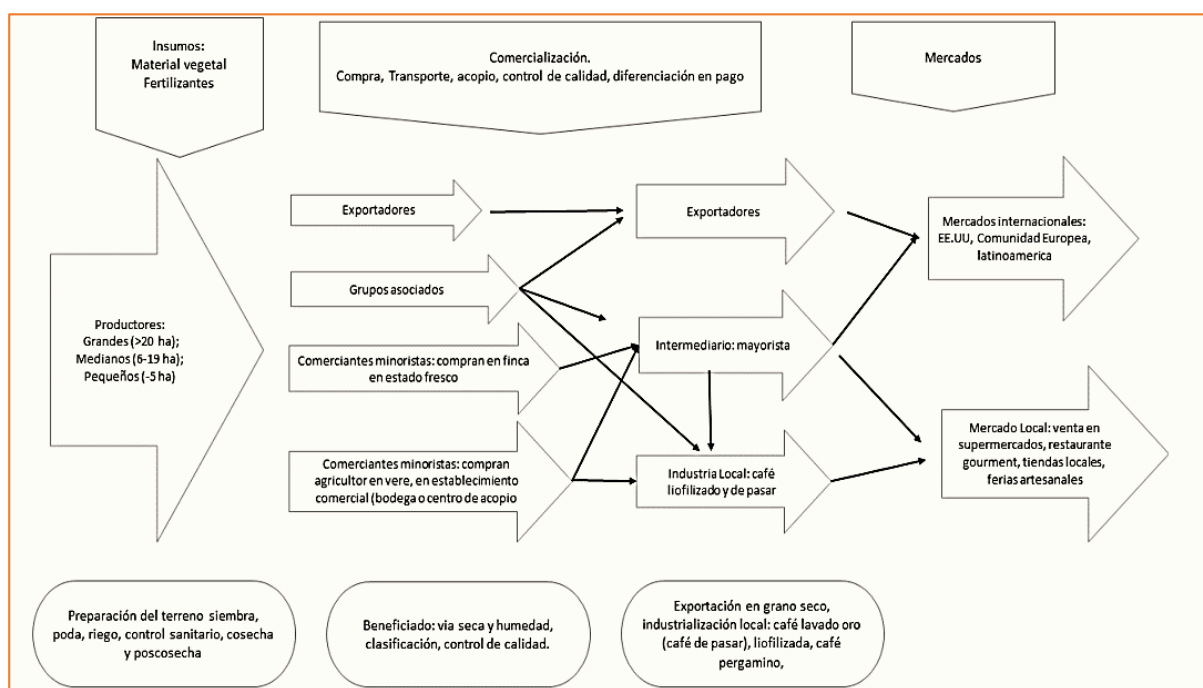 Insumos:
Material vegetal
Fertilizantes
Comercialización.
Compra, Transporte, acopio, control de calidad, diferenciación en pago
Mercados
Productores:
Grandes (>20 ha);
Medianos (6-19 ha);
Pequeños (-5 ha)
Exportadores
Grupos asociados
Comerciantes minoristas: compran en finca
en estado fresco
Comerciantes minoristas: compran
agricultor en vere, en establecimiento
comercial (bodega o centro de acopio
Exportadores
Intermediario: mayorista
Industria Local: café
liofilizado y de pasar
Mercados internacionales:
EE.UU, Comunidad Europea,
latinoamerica
Mercado Local: venta en
supermercados, restaurante
gourment, tiendas locales,
ferias artesanales
Preparación del terreno siembra,
poda, riego, control sanitario, cosecha
y poscosecha
Beneficiado: via seca y humedad,
clasificación, control de calidad.
Exportación en grano seco,
industrialización local: café lavado oro
(café de pasar), liofilizada, café
pergamino,